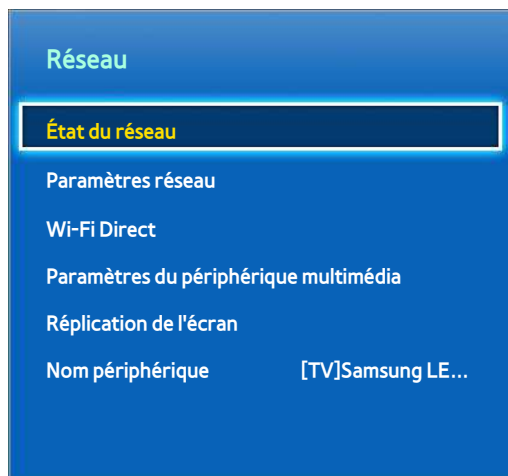 Réseau
État du réseau
Paramètres réseau
Wi-Fi Direct
Paramètres du périphérique multimédia
Réplication de l'écran
Nom périphérique [TV]Samsung LE...